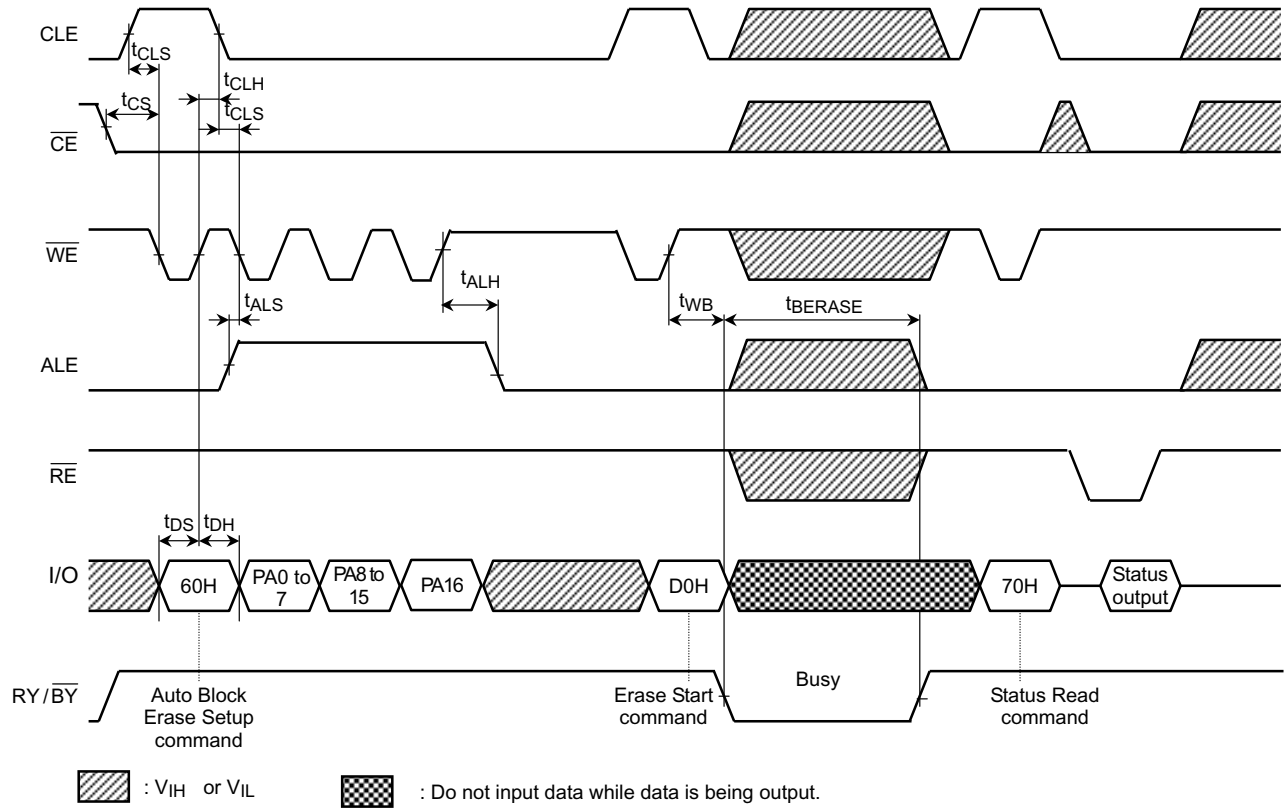 CLE
tCLS
tCLH
tCS
tCLS
CE
WE
tALS
tALH
tWB
tBERASE
ALE
RE
tDS
tDH
I/O
60H
PA0 to
7
PA8 to
15
PA16
D0H
70H
Status
output
RY/BY
Busy
Auto Block
Erase Setup
command
Erase Start
command
Status Read
command
: VIH or VIL
: Do not input data while data is being output.